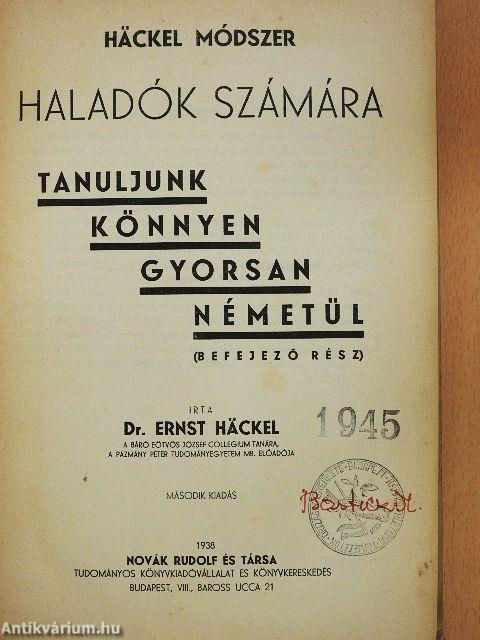 HÄCKEL MÓDSZER
HALADÓK SZÁMÁRA
TANULJUNK
KÖNNYEN
GYORSAN
NÉMETÜL
(BEFEJEZŐ RÉSZ)
IRTA
Dr. ERNST HÄCKEL
A BÁRÓ EÖTVÖS JÓZSEF COLLEGIUM TANÁRA,
A PÁZMÁNY PÉTER TUDOMÁNYEGYETEM MB. ELŐADÓJA
1945
MÁSODIK KIADÁS
1938
NOVÁK RUDOLF ÉS TÁRSA
TUDOMÁNYOS KÖNYVKIADÓVÁLLALAT ÉS KÖNYVKERESKEDÉS
BUDAPEST, VIII., BAROSS UCCA 21
Antikvárium.hu